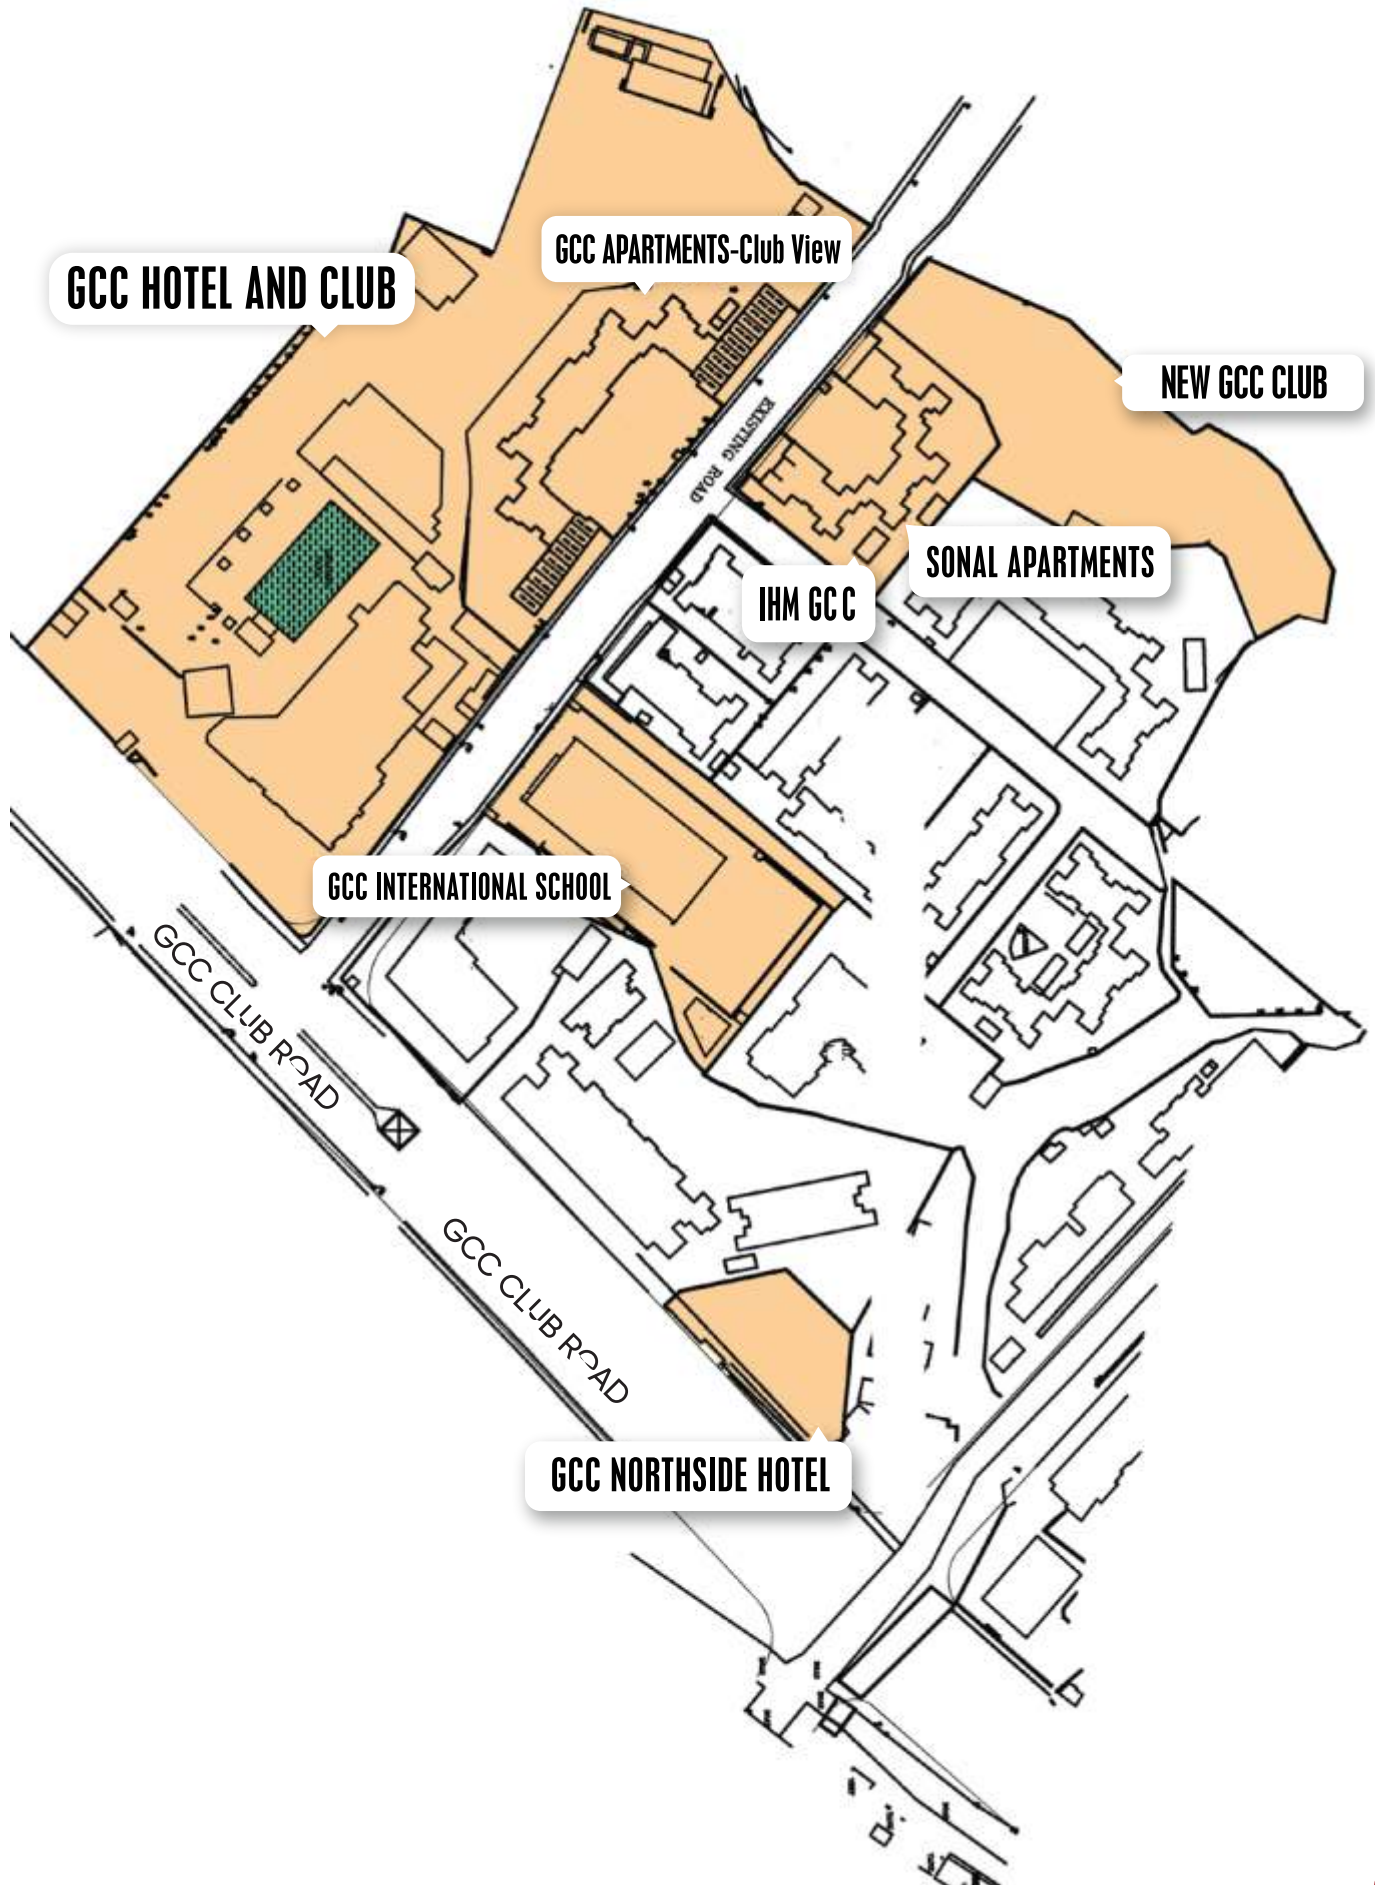 GCC APARTMENTS-Club View
GCC HOTEL AND CLUB
NEW GCC CLUB
EXISTING ROAD
SONAL APARTMENTS
IHM GCC
GCC INTERNATIONAL SCHOOL
GCC CLUB ROAD
GCC CLUB ROAD
GCC NORTHSIDE HOTEL